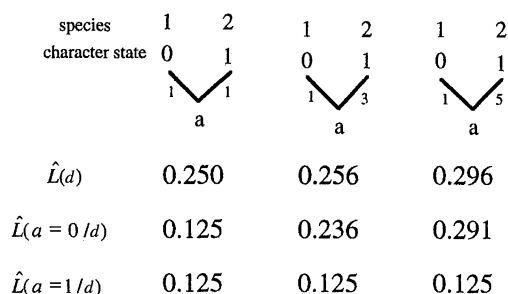 species 1 2 1 2 1 2
character state 0 1 0 1 0 1
1 1 1 3 1 5
a a a
L̂(d) 0.250 0.256 0.296
L̂(a = 0 /d) 0.125 0.236 0.291
L̂(a =1/d) 0.125 0.125 0.125